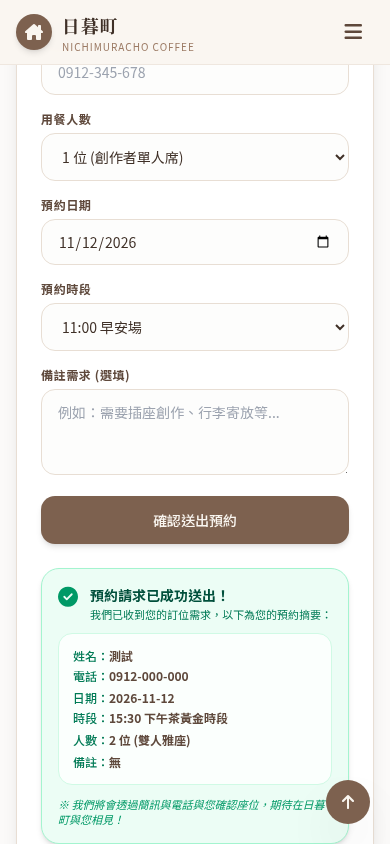 日暮町
NICHIMURACHO COFFEE
0912-345-678
用餐人數
1 位 (創作者單人席)
預約日期
11/12/2026
預約時段
11:00 早安場
備註需求 (選填)
例如：需要插座創作、行李寄放等...
確認送出預約
預約請求已成功送出！
我們已收到您的訂位需求，以下為您的預約摘要：
姓名：測試
電話：0912-000-000
日期：2026-11-12
時段：15:30 下午茶黃金時段
人數：2 位 (雙人雅座)
備註：無
※ 我們將會透過簡訊與電話與您確認座位，期待在日暮
町與您相見！